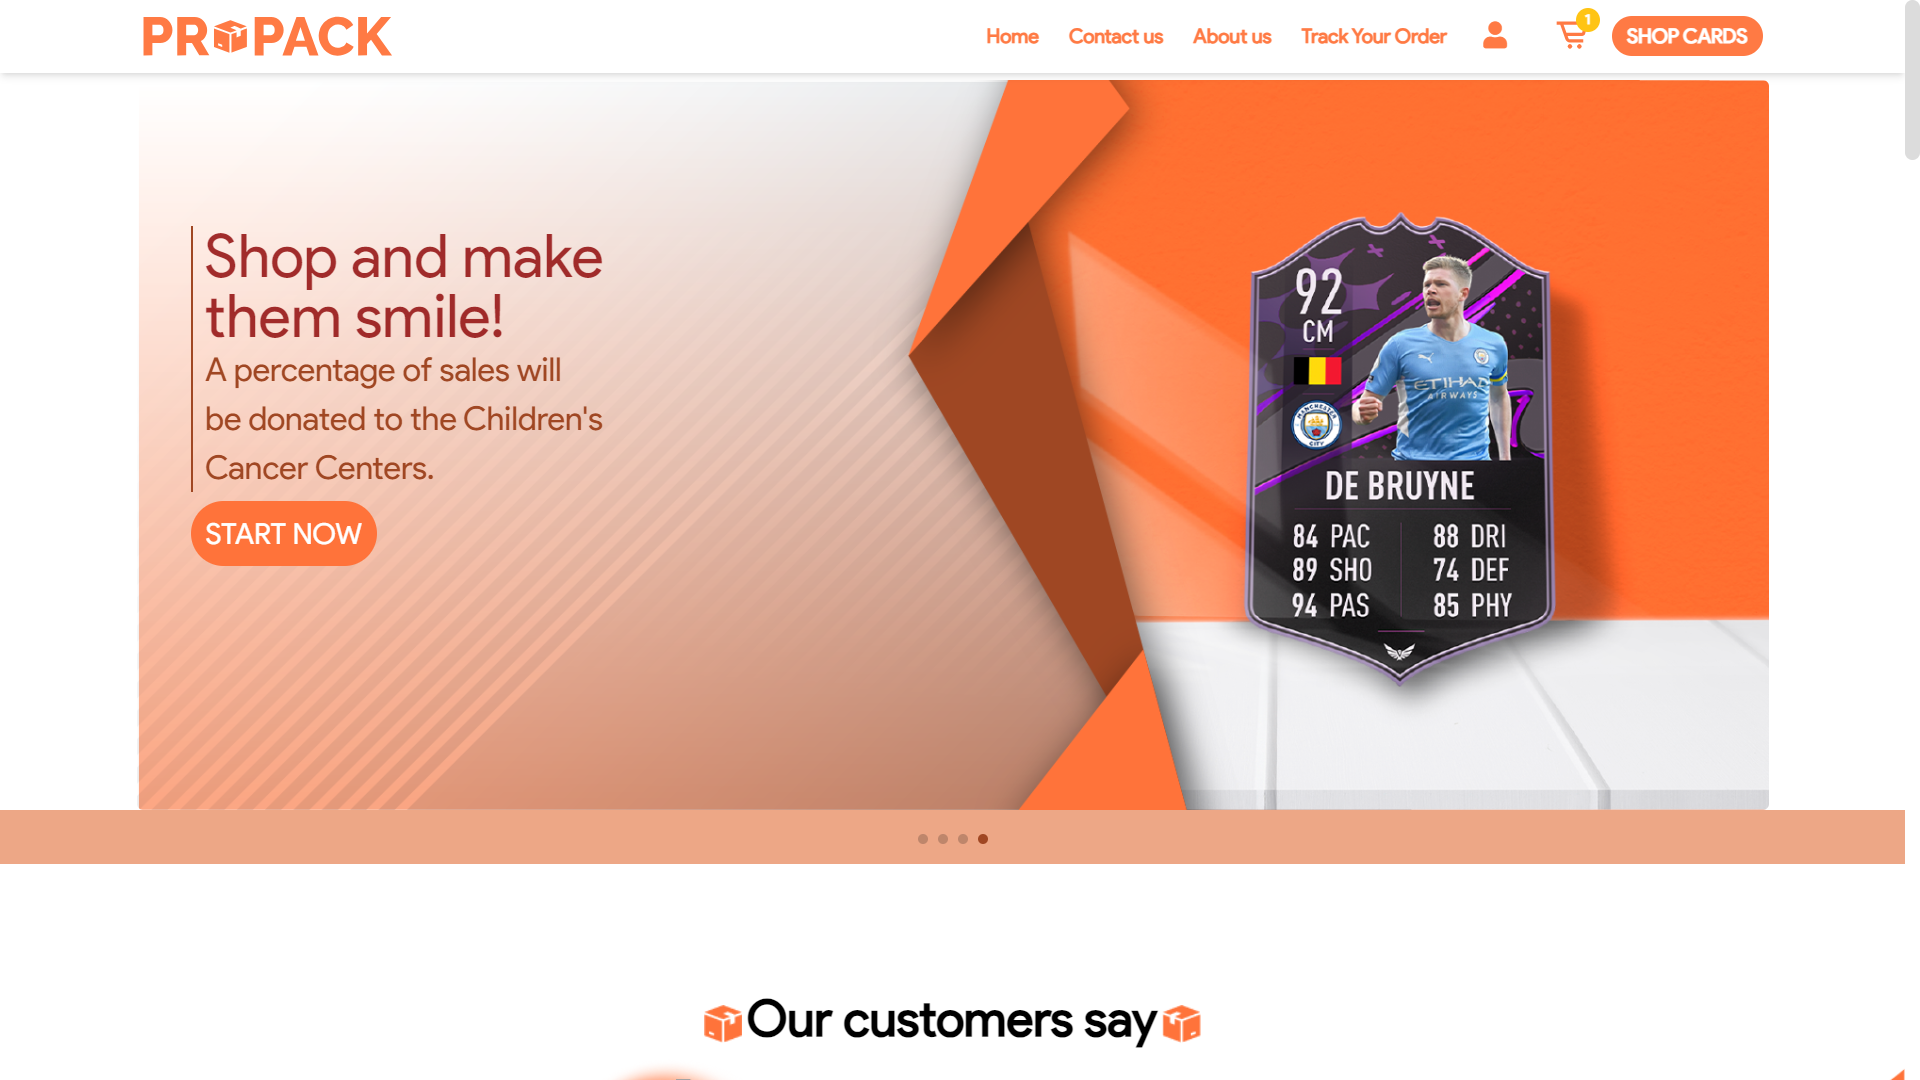 PROPACK
Home
Contact us
About us
Track Your Order
1
SHOP CARDS
Shop and make
them smile!
A percentage of sales will
be donated to the Children's
Cancer Centers.
START NOW
92
CM
MANCHESTER
CITY
ETIHAD
AIRWAYS
DE BRUYNE
84 PAC 88 DRI
89 SHO 74 DEF
94 PAS 85 PHY
Our customers say